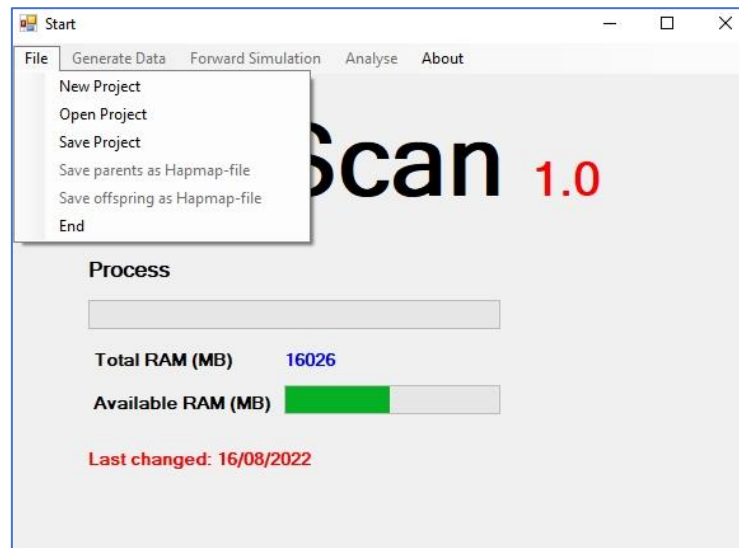 Start
File Generate Data Forward Simulation Analyse About
New Project
Open Project
Save Project
Save parents as Hapmap-file
Save offspring as Hapmap-file
End
1.0
Process
Total RAM (MB) 16026
Available RAM (MB)
Last changed: 16/08/2022